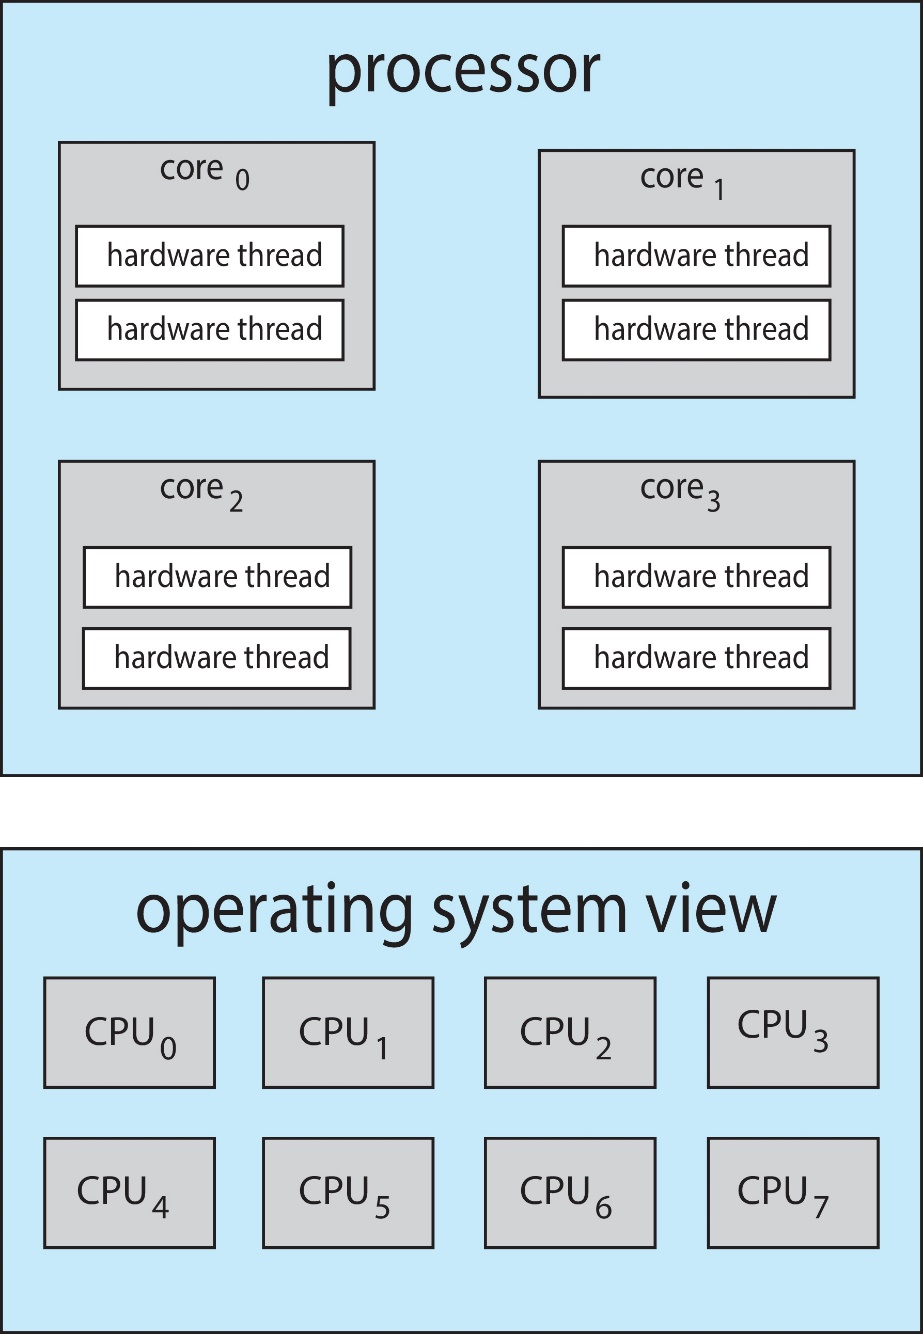 processor
core 0
hardware thread
hardware thread
core 1
hardware thread
hardware thread
core 2
hardware thread
hardware thread
core 3
hardware thread
hardware thread
operating system view
CPU 0
CPU 1
CPU 2
CPU 3
CPU 4
CPU 5
CPU 6
CPU 7